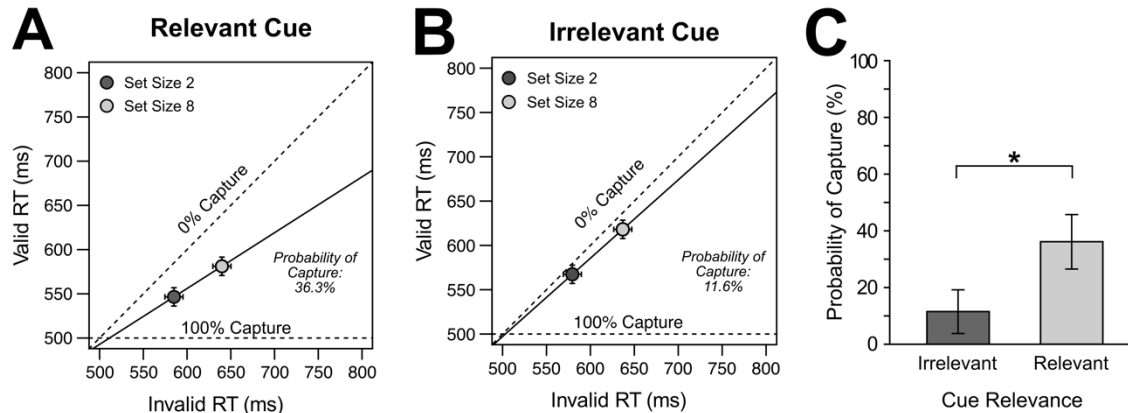 A
Relevant Cue
800
750
700
650
600
550
500
Valid RT (ms)
Set Size 2
Set Size 8
0% Capture
Probability of
Capture:
36.3%
100% Capture
500 550 600 650 700 750 800
Invalid RT (ms)
B
Irrelevant Cue
800
750
700
650
600
550
500
Valid RT (ms)
Set Size 2
Set Size 8
0% Capture
Probability of
Capture:
11.6%
100% Capture
500 550 600 650 700 750 800
Invalid RT (ms)
C
100
80
60
40
20
0
Probability of Capture (%)
*
Irrelevant Relevant
Cue Relevance